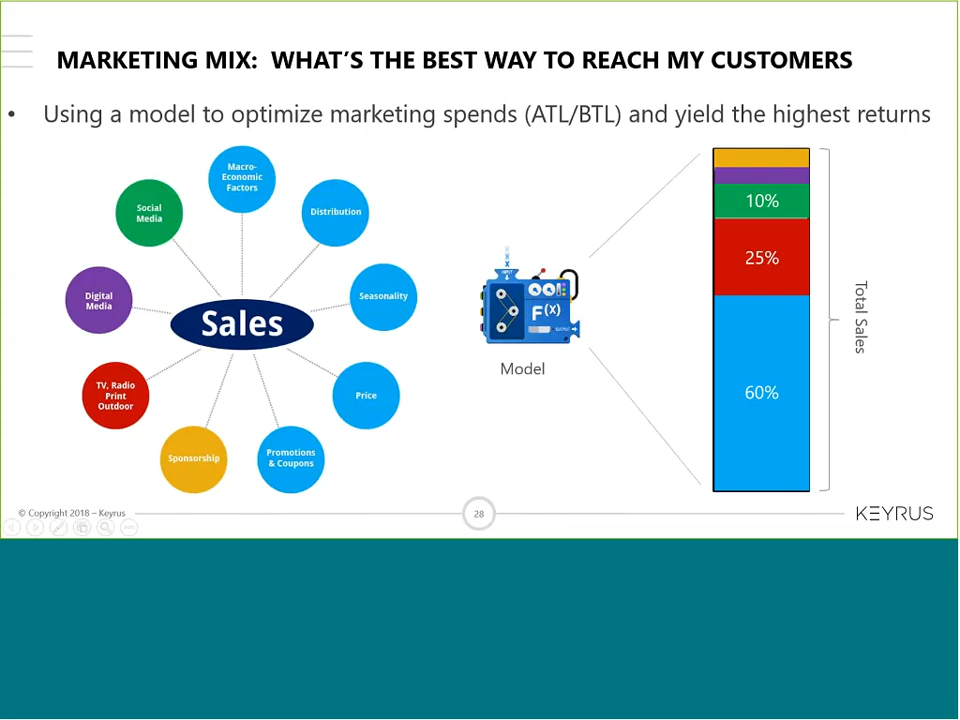 MARKETING MIX: WHAT'S THE BEST WAY TO REACH MY CUSTOMERS
• Using a model to optimize marketing spends (ATL/BTL) and yield the highest returns
Macro-
Economic
Factors
Social
Media
Distribution
Digital
Media
Seasonality
Sales
TV, Radio
Print
Outdoor
Price
Sponsorship
Promotions
& Coupons
X
X
X
INPUT
F(X)
OUTPUT
Model
10%
25%
60%
Total Sales
© Copyright 2018 – Keyrus
28
KEYRUS